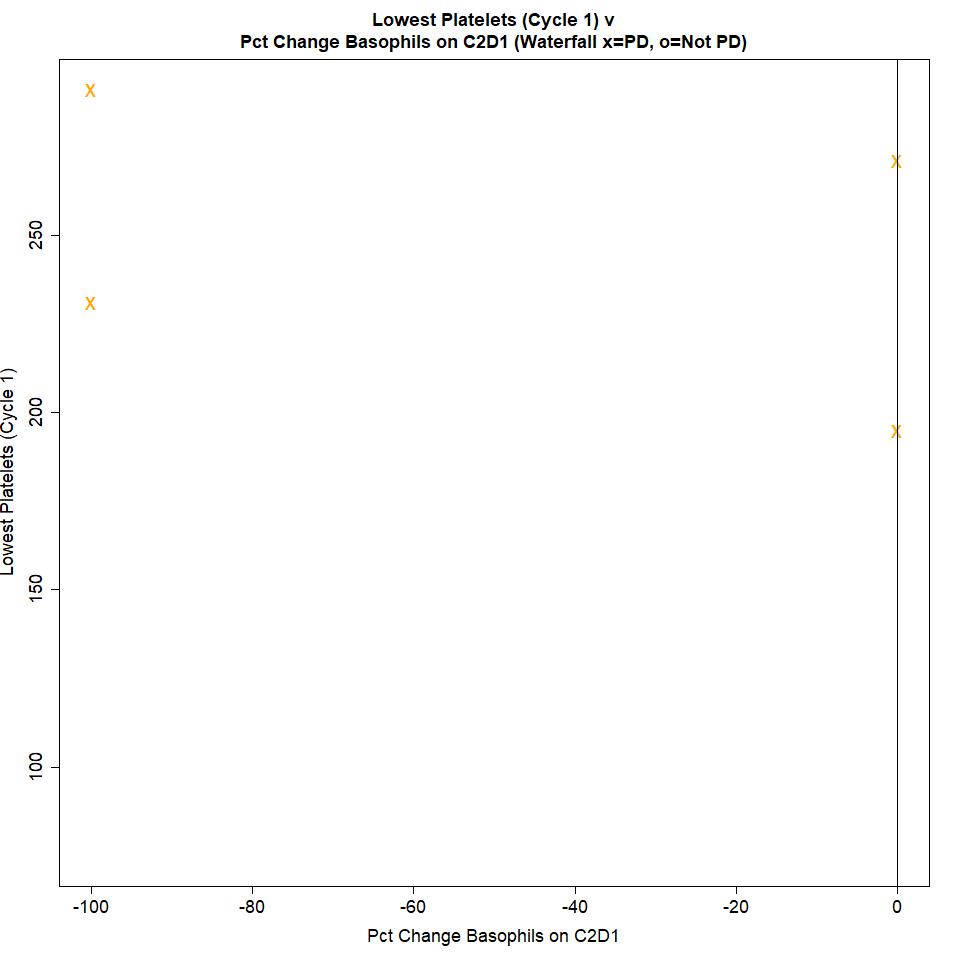 Lowest Platelets (Cycle 1) v
Pct Change Basophils on C2D1 (Waterfall x=PD, o=Not PD)
X
X
X
X
250
200
150
100
Lowest Platelets (Cycle 1)
-100
-80
-60
-40
-20
0
Pct Change Basophils on C2D1